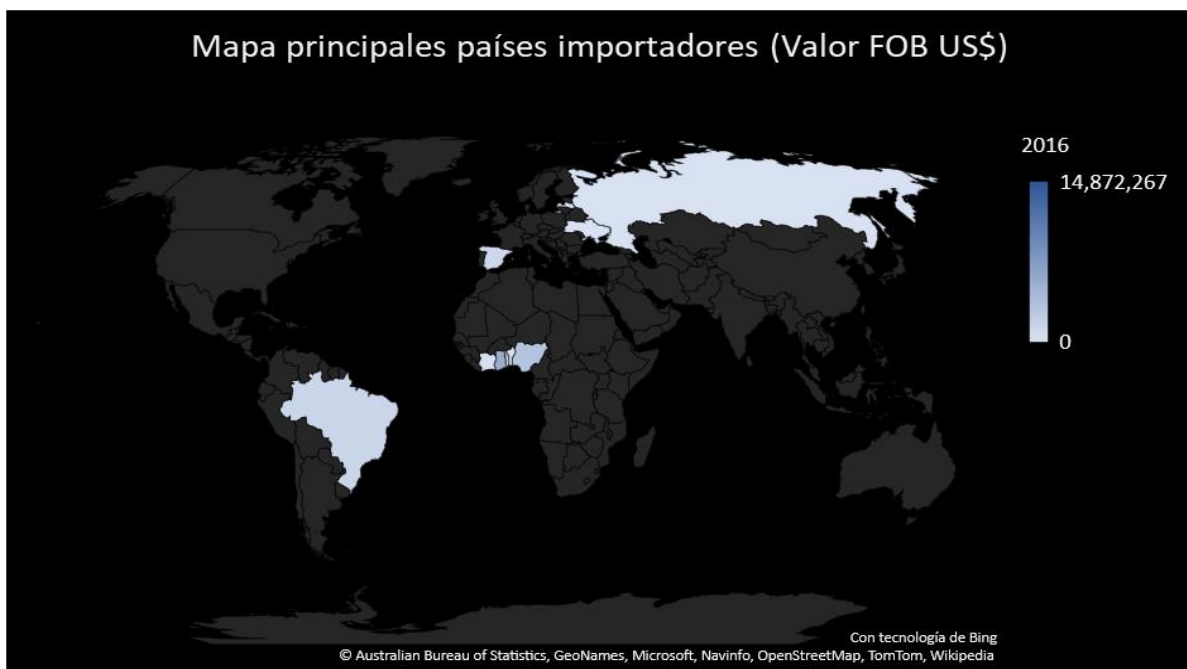 Mapa principales países importadores (Valor FOB US$)
2016
14,872,267
0
Con tecnología de Bing
© Australian Bureau of Statistics, GeoNames, Microsoft, Navinfo, OpenStreetMap, TomTom, Wikipedia